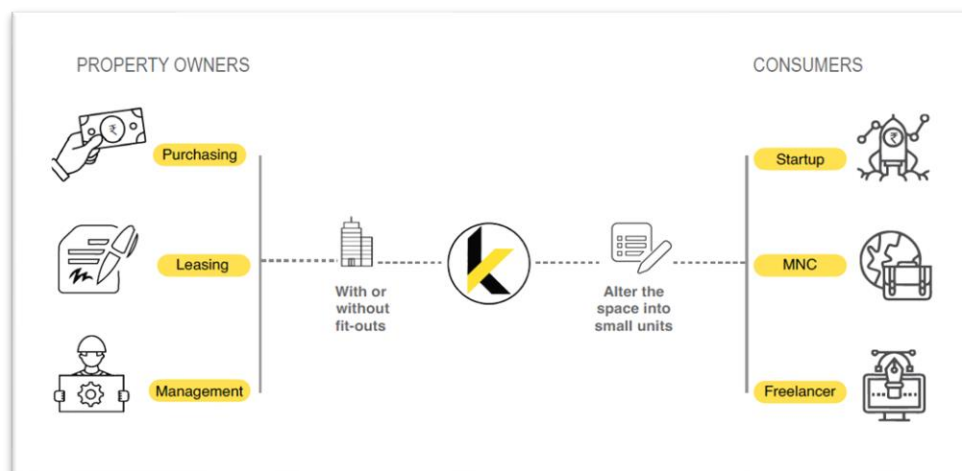 PROPERTY OWNERS
CONSUMERS
₹
Purchasing
Startup
₹
Leasing
MNC
With or
without
fit-outs
Alter the
space into
small units
Management
Freelancer